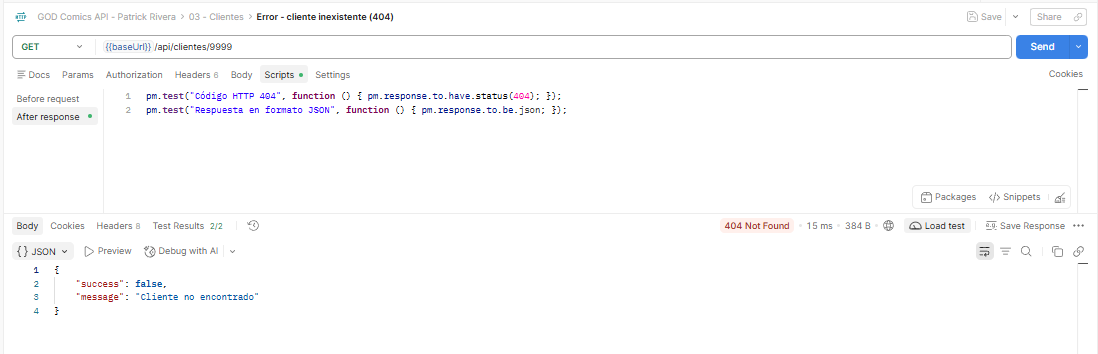 HTTP GOD Comics API - Patrick Rivera > 03 - Clientes > Error - cliente inexistente (404) Save Share
GET {{baseUrl}} /api/clientes/9999 Send
Docs Params Authorization Headers 6 Body Scripts Settings Cookies
Before request
After response
1 pm.test("Código HTTP 404", function () { pm.response.to.have.status(404); });
2 pm.test("Respuesta en formato JSON", function () { pm.response.to.be.json; });
Packages Snippets
Body Cookies Headers 8 Test Results 2/2 404 Not Found • 15 ms • 384 B • Load test Save Response
{} JSON Preview Debug with AI
1 {
2 "success": false,
3 "message": "Cliente no encontrado"
4 }